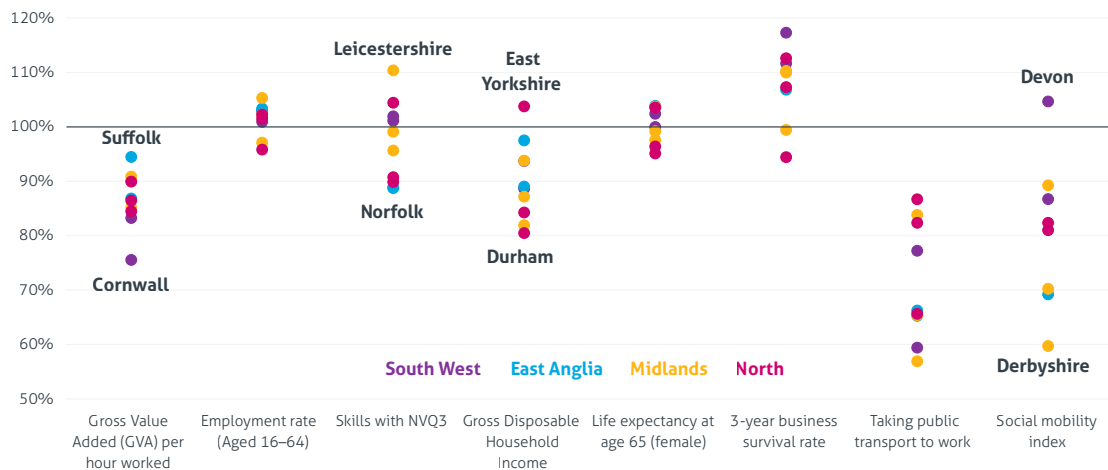 120%
110%
100%
90%
80%
70%
60%
50%
Suffolk
Cornwall
Leicestershire
Norfolk
East
Yorkshire
Durham
Devon
Derbyshire
South West East Anglia Midlands North
Gross Value
Added (GVA) per
hour worked
Employment rate
(Aged 16–64)
Skills with NVQ3
Gross Disposable
Household
Income
Life expectancy at
age 65 (female)
3-year business
survival rate
Taking public
transport to work
Social mobility
index